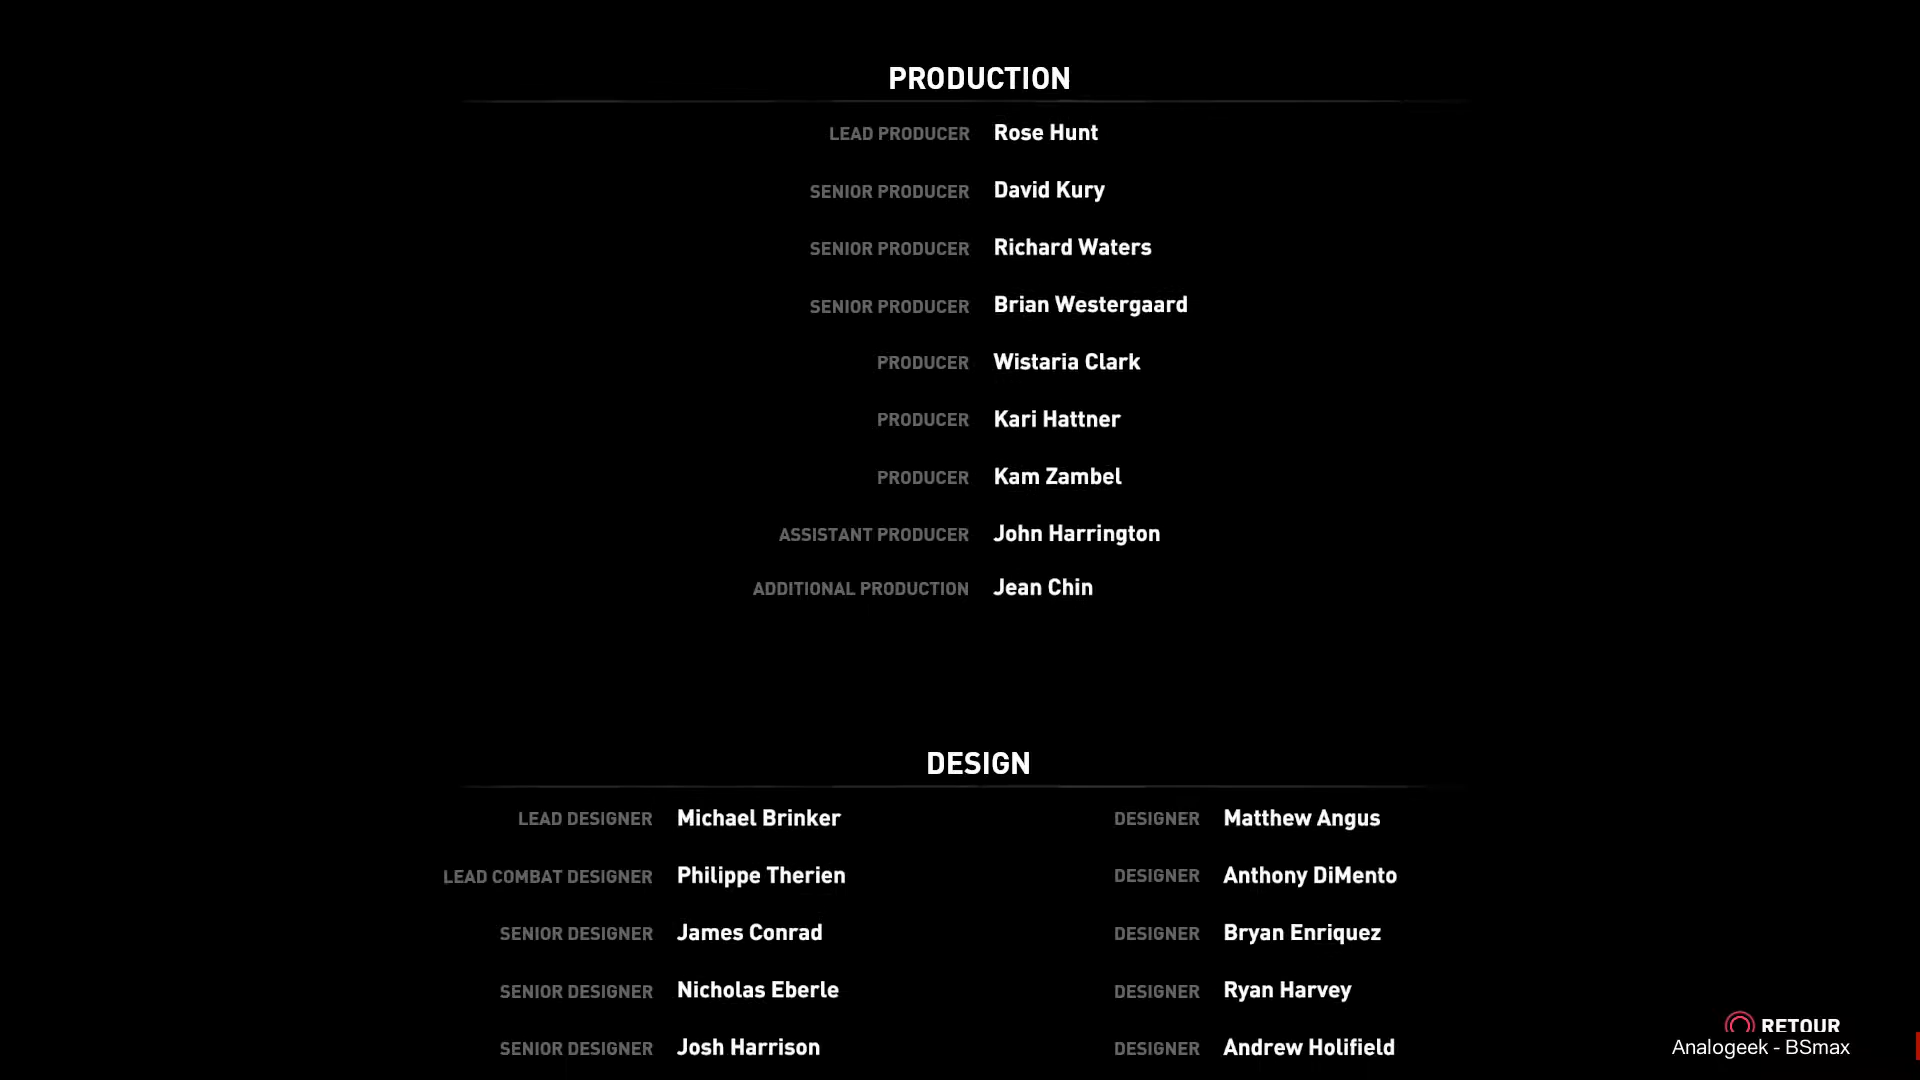 PRODUCTION
LEAD PRODUCER Rose Hunt
SENIOR PRODUCER David Kury
SENIOR PRODUCER Richard Waters
SENIOR PRODUCER Brian Westergaard
PRODUCER Wistaria Clark
PRODUCER Kari Hattner
PRODUCER Kam Zambel
ASSISTANT PRODUCER John Harrington
ADDITIONAL PRODUCTION Jean Chin
DESIGN
LEAD DESIGNER Michael Brinker DESIGNER Matthew Angus
LEAD COMBAT DESIGNER Philippe Therien DESIGNER Anthony DiMento
SENIOR DESIGNER James Conrad DESIGNER Bryan Enriquez
SENIOR DESIGNER Nicholas Eberle DESIGNER Ryan Harvey
SENIOR DESIGNER Josh Harrison DESIGNER Andrew Holifield
RETOUR
Analogeek - BSmax